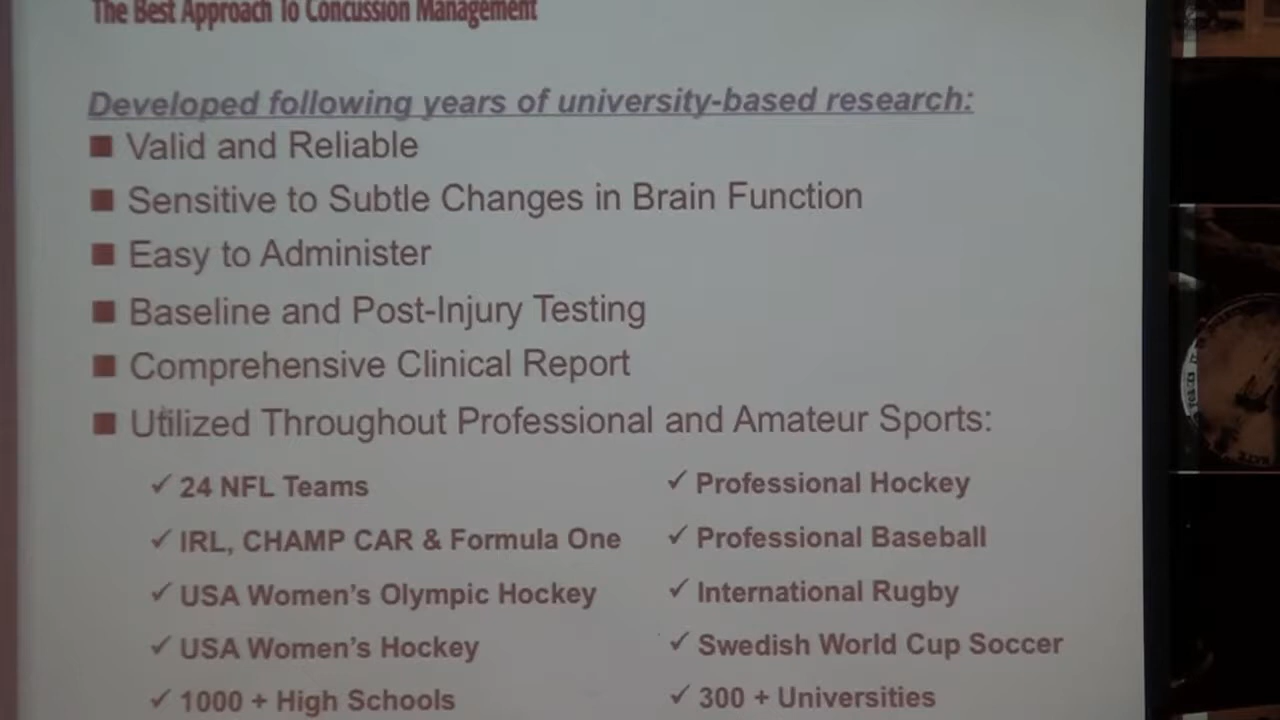 The Best Approach To Concussion Management
Developed following years of university-based research:
Valid and Reliable
Sensitive to Subtle Changes in Brain Function
Easy to Administer
Baseline and Post-Injury Testing
Comprehensive Clinical Report
Utilized Throughout Professional and Amateur Sports:
✓ 24 NFL Teams
✓ IRL, CHAMP CAR & Formula One
✓ USA Women's Olympic Hockey
✓ USA Women's Hockey
✓ 1000 + High Schools
✓ Professional Hockey
✓ Professional Baseball
✓ International Rugby
✓ Swedish World Cup Soccer
✓ 300 + Universities